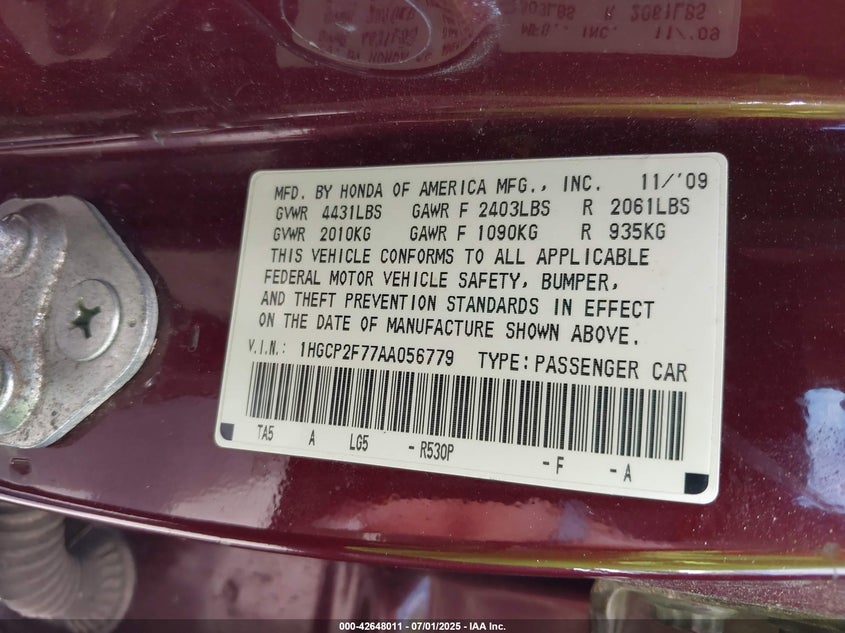 MFD. BY HONDA OF AMERICA MFG., INC. 11/'09
GVWR 4431LBS GAWR F 2403LBS R 2061LBS
GVWR 2010KG GAWR F 1090KG R 935KG
THIS VEHICLE CONFORMS TO ALL APPLICABLE
FEDERAL MOTOR VEHICLE SAFETY, BUMPER,
AND THEFT PREVENTION STANDARDS IN EFFECT
ON THE DATE OF MANUFACTURE SHOWN ABOVE.
V.I.N.: 1HGCP2F77AA056779 TYPE: PASSENGER CAR
TA5 A LG5 - R530P - F - A
000-42648011 - 07/01/2025 - IAA Inc.